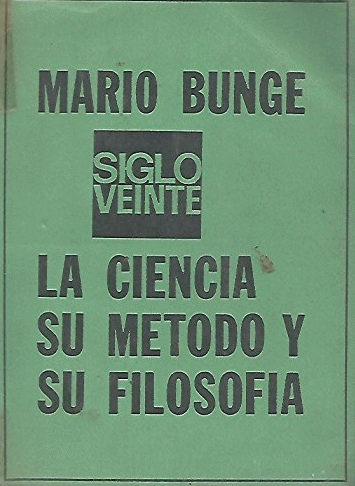 MARIO BUNGE
SIGLO
VEINTE
LA CIENCIA
SU METODO Y
SU FILOSOFIA